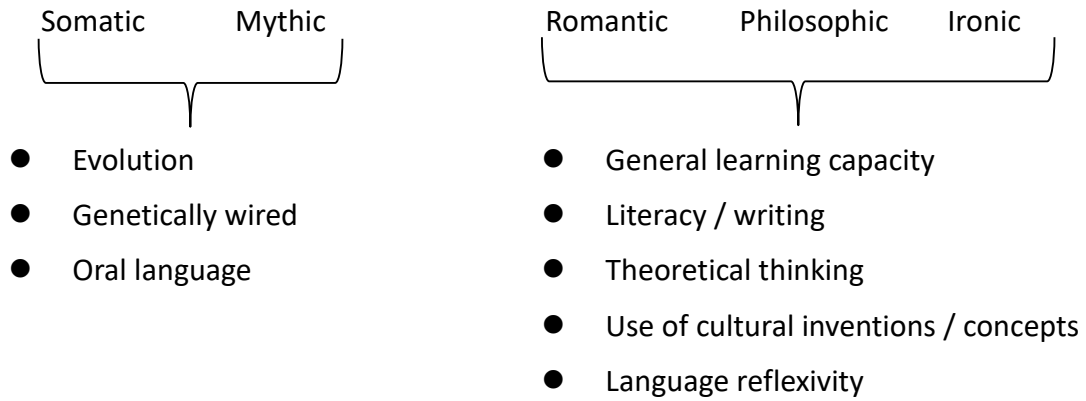 Somatic Mythic
● Evolution
● Genetically wired
● Oral language
Romantic Philosophic Ironic
● General learning capacity
● Literacy / writing
● Theoretical thinking
● Use of cultural inventions / concepts
● Language reflexivity